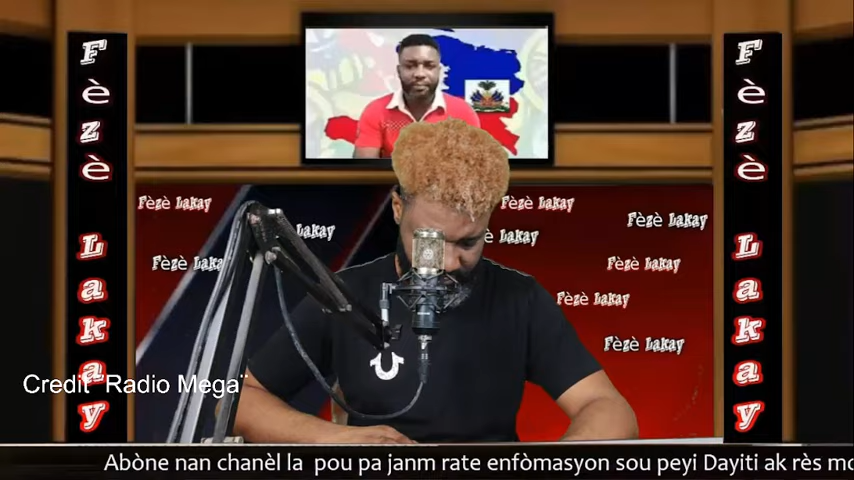 Fèzè Lakay
Fèzè Lakay
Fèzè Lakay
Fèzè Lakay
Fèzè Lakay
Lakay
Fèzè Lakay
è Lakay
Fèzè Lakay
Fèzè Lakay
Fèzè Lakay
Fèzè Lakay
Credit ¨Radio Mega¨
Abòne nan chanèl la pou pa janm rate enfòmasyon sou peyi Dayiti ak rès mo